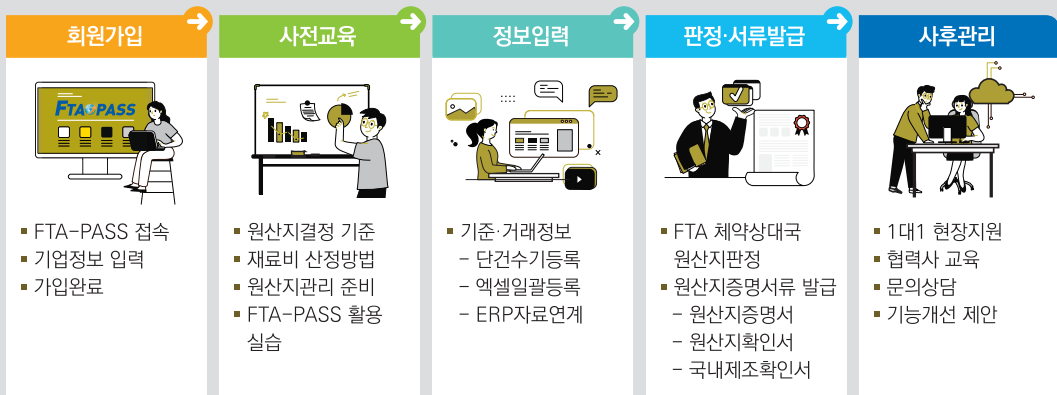 회원가입
FTA PASS
▪ FTA-PASS 접속
▪ 기업정보 입력
▪ 가입완료
사전교육
▪ 원산지결정 기준
▪ 재료비 산정방법
▪ 원산지관리 준비
▪ FTA-PASS 활용
실습
정보입력
▪ 기준·거래정보
- 단건수기등록
- 엑셀일괄등록
- ERP자료연계
판정·서류발급
▪ FTA 체약상대국
원산지판정
▪ 원산지증명서류 발급
- 원산지증명서
- 원산지확인서
- 국내제조확인서
사후관리
▪ 1대1 현장지원
▪ 협력사 교육
▪ 문의상담
▪ 기능개선 제안